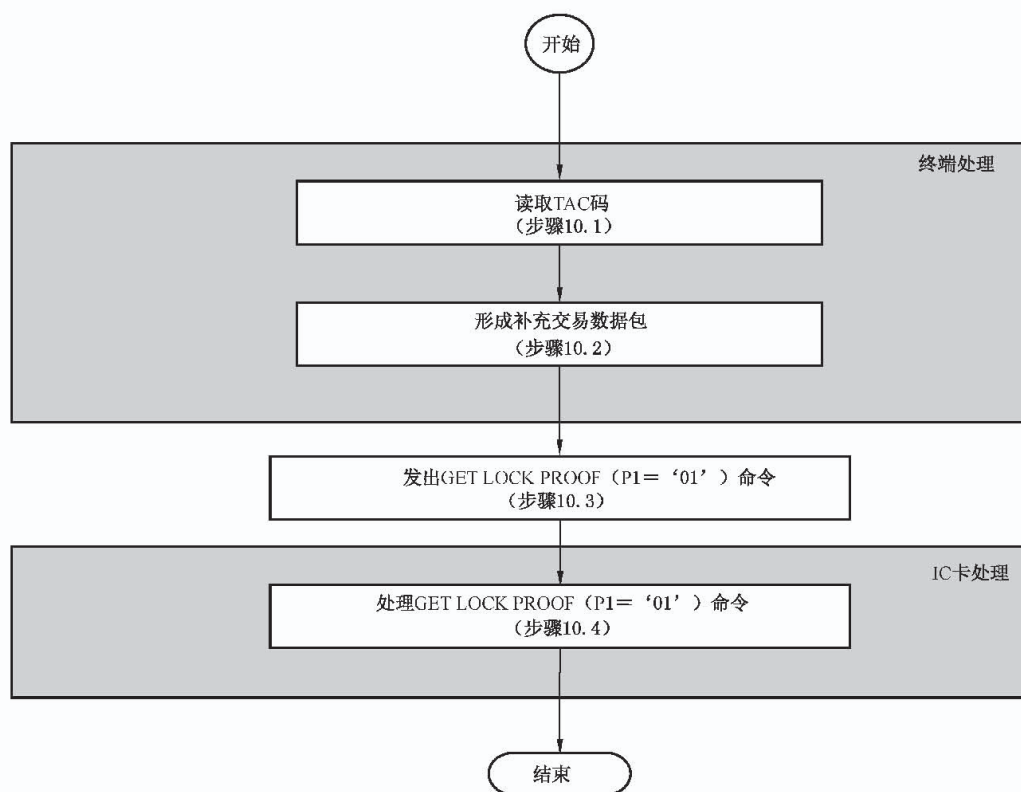 开始
终端处理
读取TAC码
（步骤10.1）
形成补充交易数据包
（步骤10.2）
发出GET LOCK PROOF（P1＝‘01’）命令
（步骤10.3）
IC卡处理
处理GET LOCK PROOF（P1＝‘01’）命令
（步骤10.4）
结束